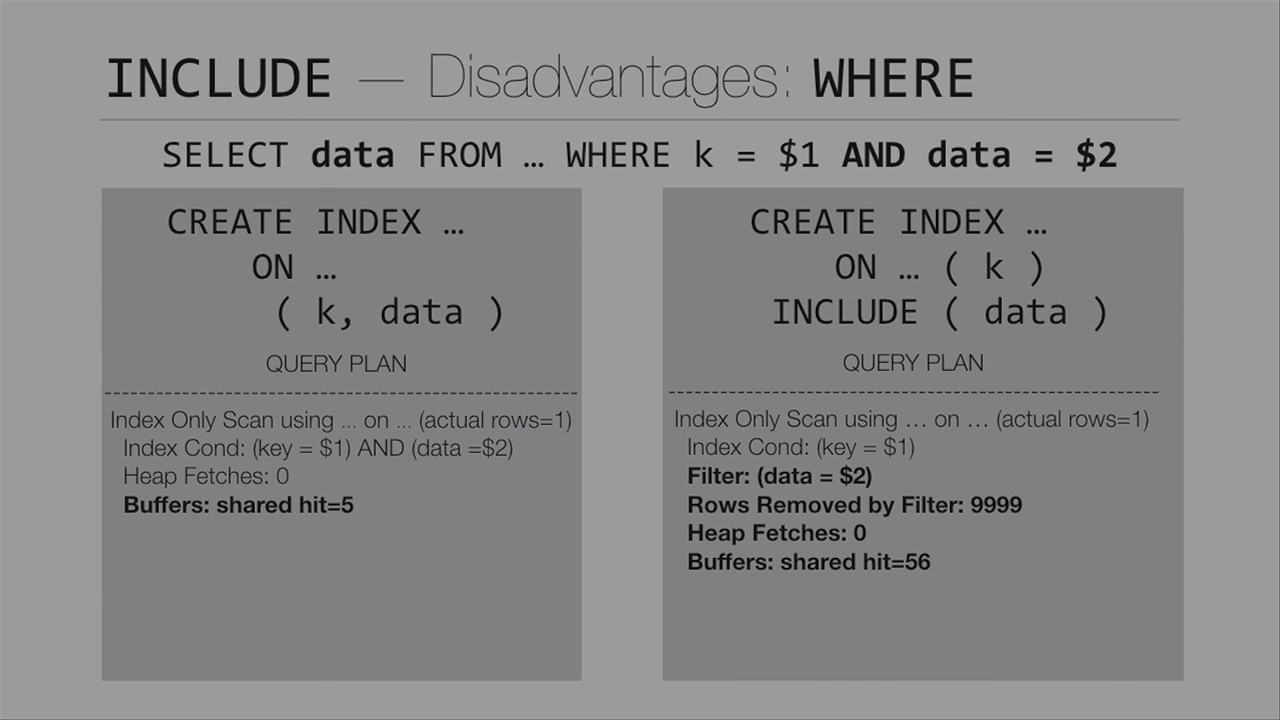 INCLUDE — Disadvantages: WHERE
SELECT data FROM … WHERE k = $1 AND data = $2
CREATE INDEX …
ON …
( k, data )
QUERY PLAN
--------------------------------------------------------------------------------
Index Only Scan using ... on ... (actual rows=1)
Index Cond: (key = $1) AND (data =$2)
Heap Fetches: 0
Buffers: shared hit=5
CREATE INDEX …
ON … ( k )
INCLUDE ( data )
QUERY PLAN
--------------------------------------------------------------------------------
Index Only Scan using … on … (actual rows=1)
Index Cond: (key = $1)
Filter: (data = $2)
Rows Removed by Filter: 9999
Heap Fetches: 0
Buffers: shared hit=56